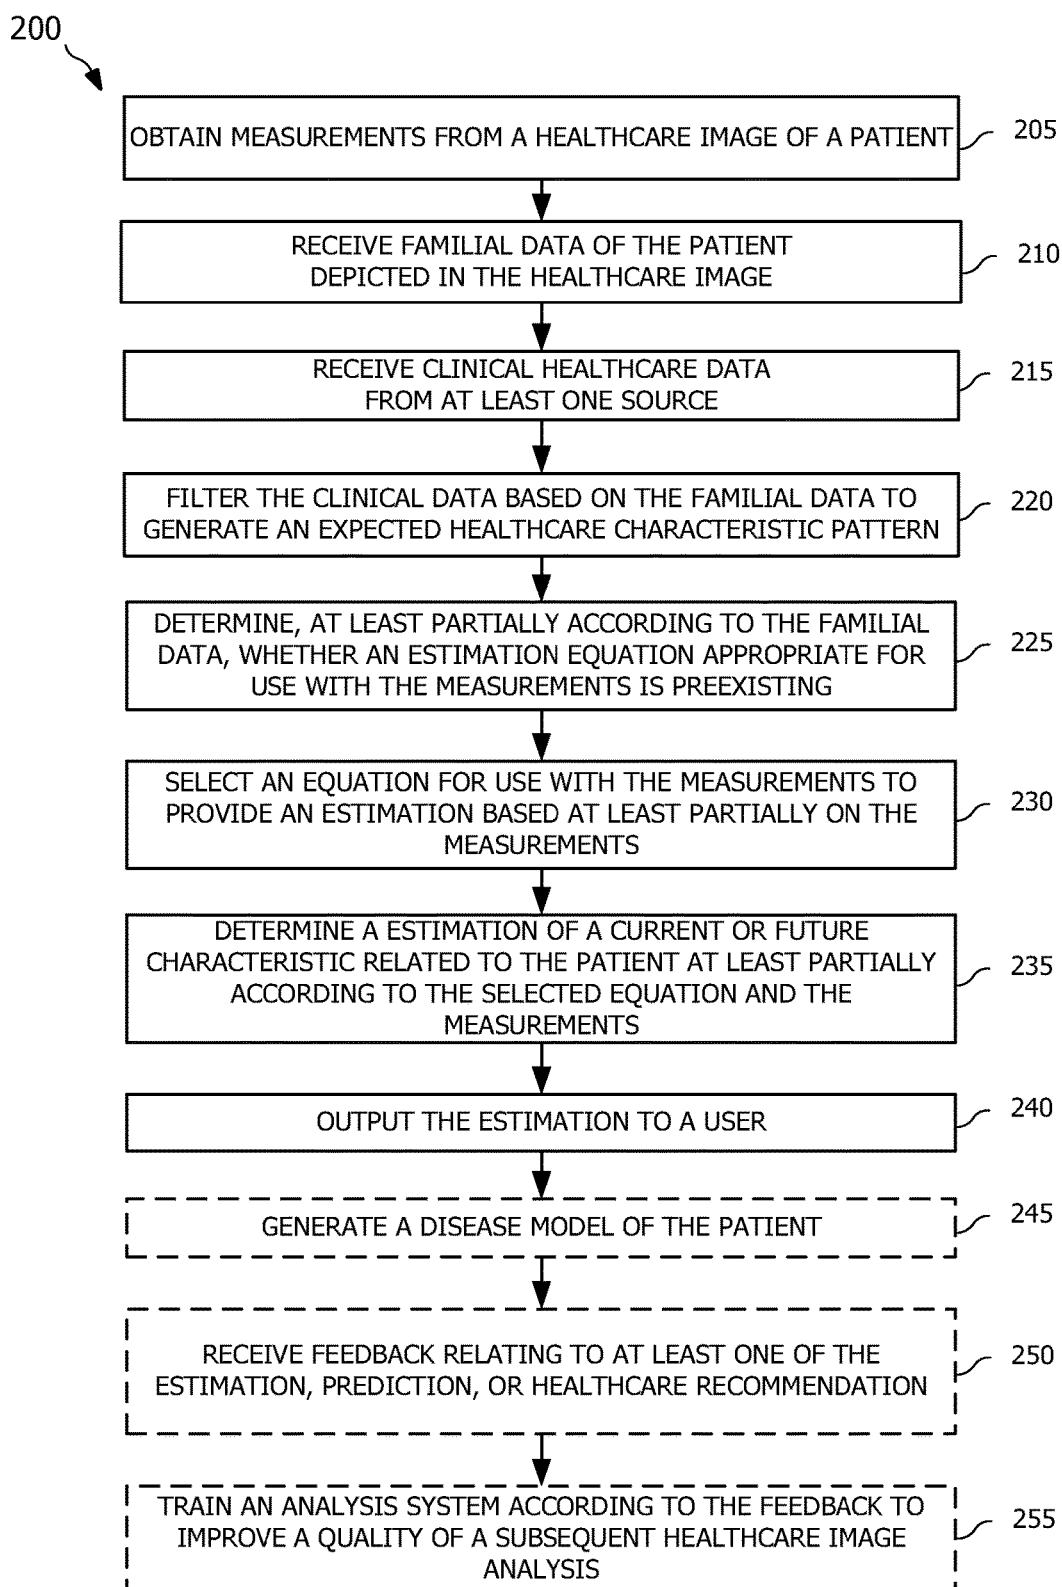 200
OBTAIN MEASUREMENTS FROM A HEALTHCARE IMAGE OF A PATIENT
205
RECEIVE FAMILIAL DATA OF THE PATIENT
DEPICTED IN THE HEALTHCARE IMAGE
210
RECEIVE CLINICAL HEALTHCARE DATA
FROM AT LEAST ONE SOURCE
215
FILTER THE CLINICAL DATA BASED ON THE FAMILIAL DATA TO
GENERATE AN EXPECTED HEALTHCARE CHARACTERISTIC PATTERN
220
DETERMINE, AT LEAST PARTIALLY ACCORDING TO THE FAMILIAL
DATA, WHETHER AN ESTIMATION EQUATION APPROPRIATE FOR
USE WITH THE MEASUREMENTS IS PREEXISTING
225
SELECT AN EQUATION FOR USE WITH THE MEASUREMENTS TO
PROVIDE AN ESTIMATION BASED AT LEAST PARTIALLY ON THE
MEASUREMENTS
230
DETERMINE A ESTIMATION OF A CURRENT OR FUTURE
CHARACTERISTIC RELATED TO THE PATIENT AT LEAST PARTIALLY
ACCORDING TO THE SELECTED EQUATION AND THE
MEASUREMENTS
235
OUTPUT THE ESTIMATION TO A USER
240
GENERATE A DISEASE MODEL OF THE PATIENT
245
RECEIVE FEEDBACK RELATING TO AT LEAST ONE OF THE
ESTIMATION, PREDICTION, OR HEALTHCARE RECOMMENDATION
250
TRAIN AN ANALYSIS SYSTEM ACCORDING TO THE FEEDBACK TO
IMPROVE A QUALITY OF A SUBSEQUENT HEALTHCARE IMAGE
ANALYSIS
255